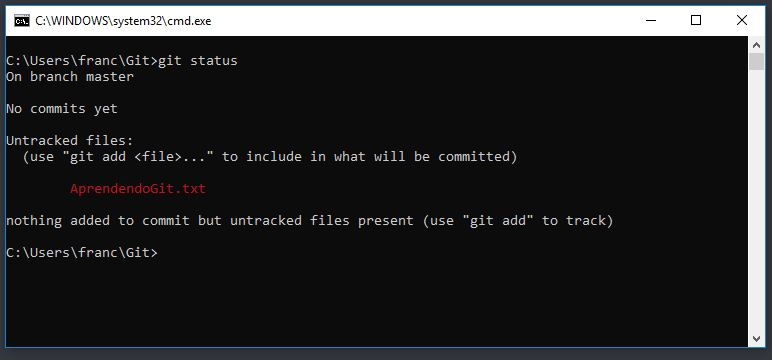 C:\WINDOWS\system32\cmd.exe
C:\Users\franc\Git>git status
On branch master
No commits yet
Untracked files:
(use "git add <file>..." to include in what will be committed)
AprendendoGit.txt
nothing added to commit but untracked files present (use "git add" to track)
C:\Users\franc\Git>